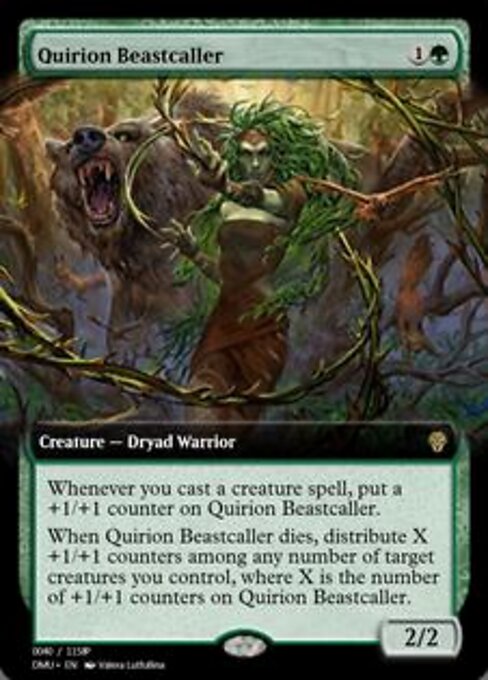 Quirion Beastcaller 1
Creature — Dryad Warrior
Whenever you cast a creature spell, put a
+1/+1 counter on Quirion Beastcaller.
When Quirion Beastcaller dies, distribute X
+1/+1 counters among any number of target
creatures you control, where X is the number
of +1/+1 counters on Quirion Beastcaller.
2/2
DMU • EN Valera Lutfullina